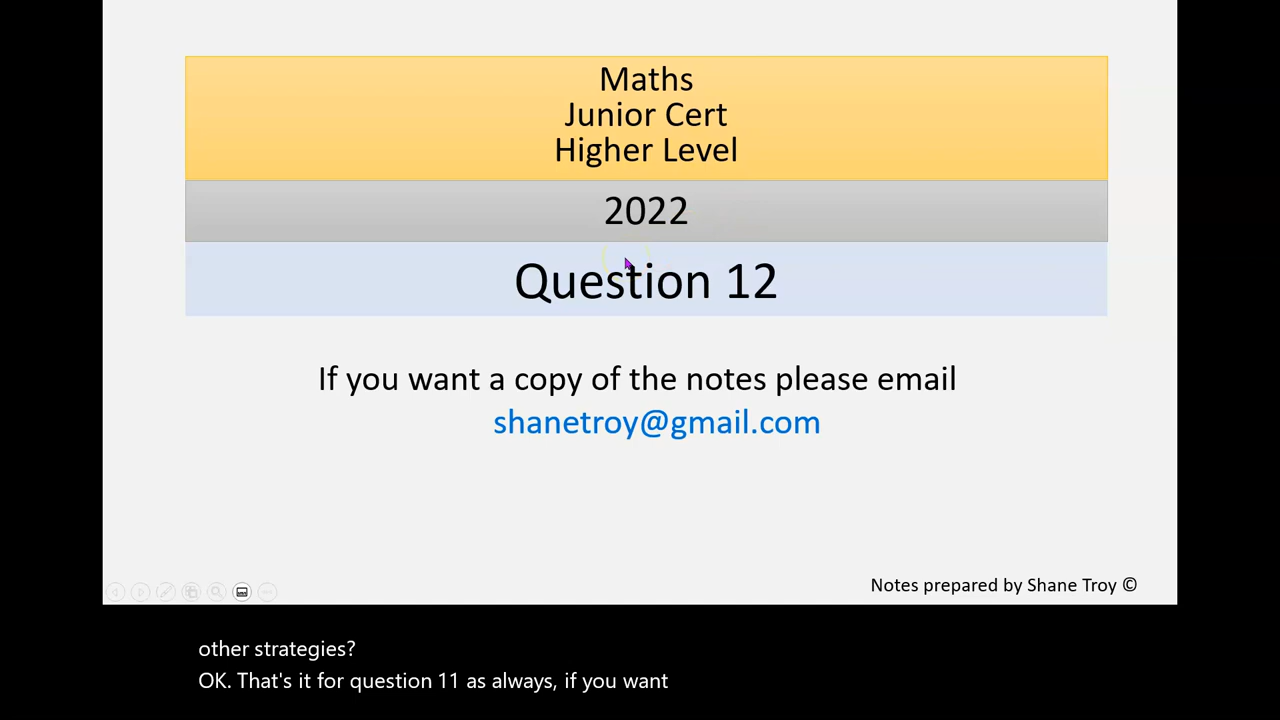 Maths
Junior Cert
Higher Level
2022
Question 12
If you want a copy of the notes please email
shanetroy@gmail.com
Notes prepared by Shane Troy ©
other strategies?
OK. That's it for question 11 as always, if you want